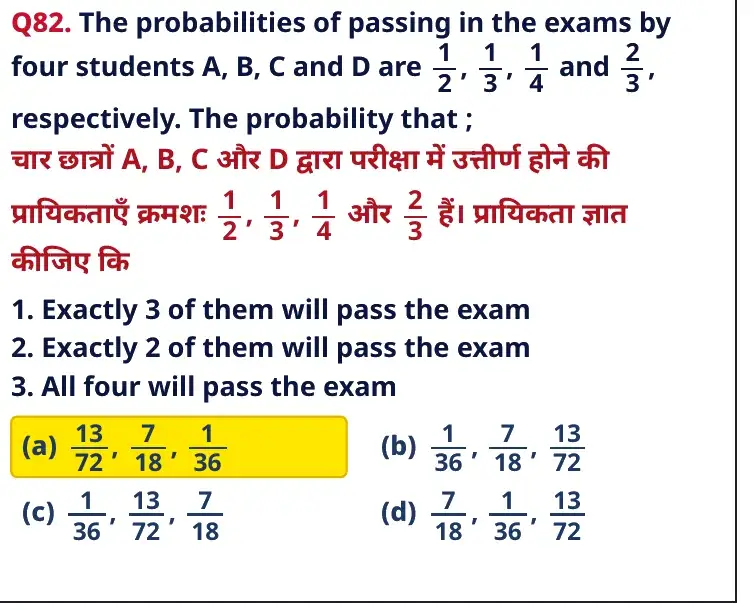 Q82. The probabilities of passing in the exams by
four students A, B, C and D are 1/2, 1/3, 1/4 and 2/3,
respectively. The probability that ;
चार छात्रों A, B, C और D द्वारा परीक्षा में उत्तीर्ण होने की
प्रायिकताएँ क्रमशः 1/2, 1/3, 1/4 और 2/3 हैं। प्रायिकता ज्ञात
कीजिए कि
1. Exactly 3 of them will pass the exam
2. Exactly 2 of them will pass the exam
3. All four will pass the exam
(a) 13/72, 7/18, 1/36 (b) 1/36, 7/18, 13/72
(c) 1/36, 13/72, 7/18 (d) 7/18, 1/36, 13/72